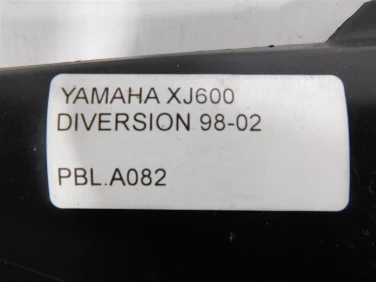 YAMAHA XJ600
DIVERSION 98-02
PBL.A082